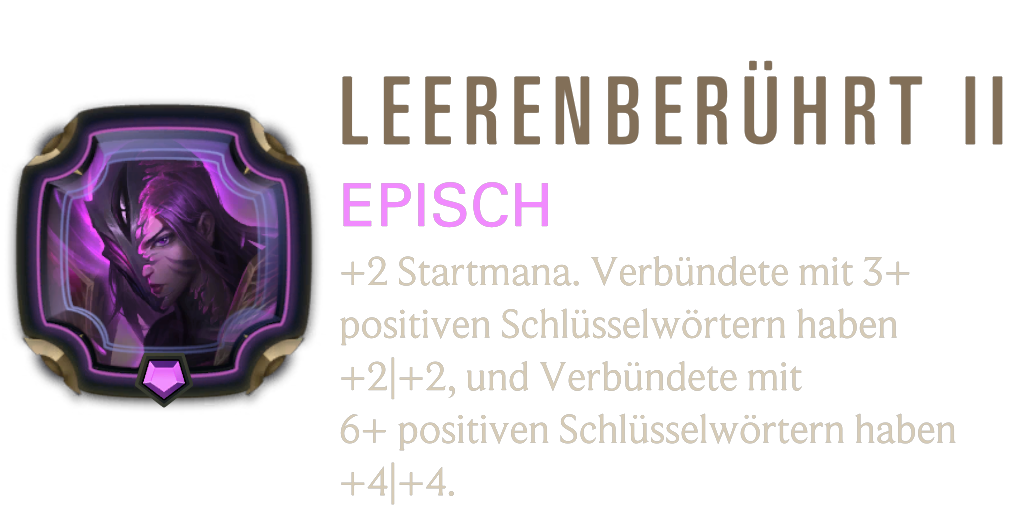 LEERENBERÜHRT II
EPISCH
+2 Startmana. Verbündete mit 3+
positiven Schlüsselwörtern haben
+2|+2, und Verbündete mit
6+ positiven Schlüsselwörtern haben
+4|+4.